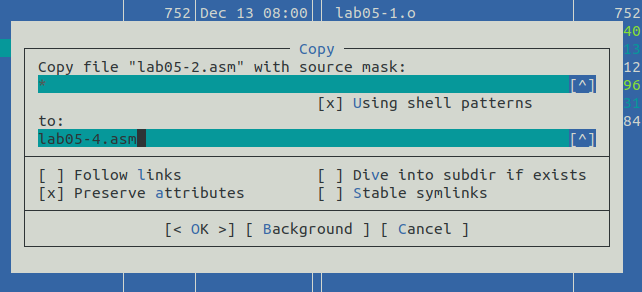 752 Dec 13 08:00 lab05-1.o 752
40
Copy
13
Copy file "lab05-2.asm" with source mask:
12
* [^]
96
[x] Using shell patterns
31
to:
84
lab05-4.asm [^]
[ ] Follow links [ ] Dive into subdir if exists
[x] Preserve attributes [ ] Stable symlinks
[< OK >] [ Background ] [ Cancel ]